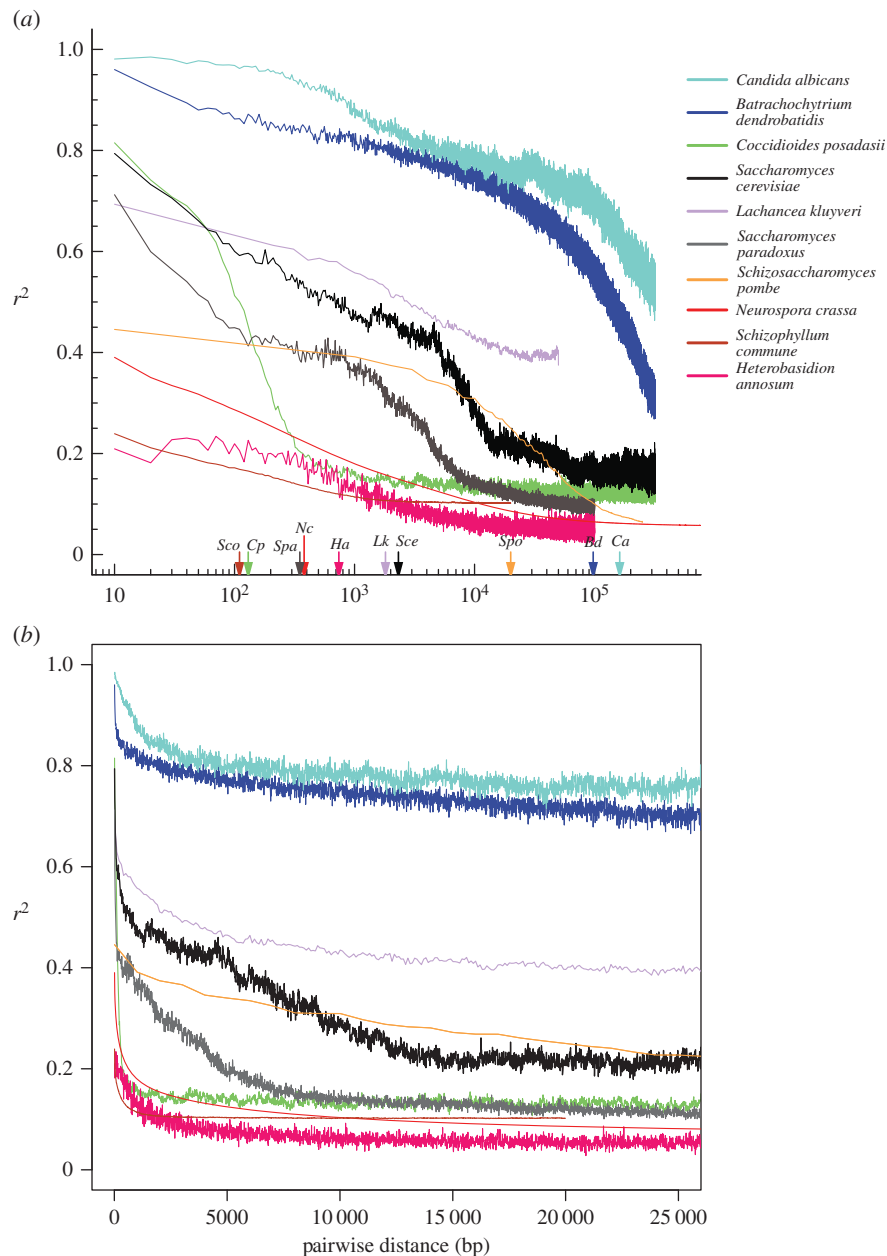 (a)
1.0
0.8
0.6
r²
0.4
0.2
0
Sco Cp Spa Nc Ha Lk Sce Spo Bd Ca
10 10² 10³ 10⁴ 10⁵
Candida albicans
Batrachochytrium
dendrobatidis
Coccidioides posadasii
Saccharomyces
cerevisiae
Lachancea kluyveri
Saccharomyces
paradoxus
Schizosaccharomyces
pombe
Neurospora crassa
Schizophyllum
commune
Heterobasidion
annosum
(b)
1.0
0.8
0.6
r²
0.4
0.2
0
0 5000 10 000 15 000 20 000 25 000
pairwise distance (bp)